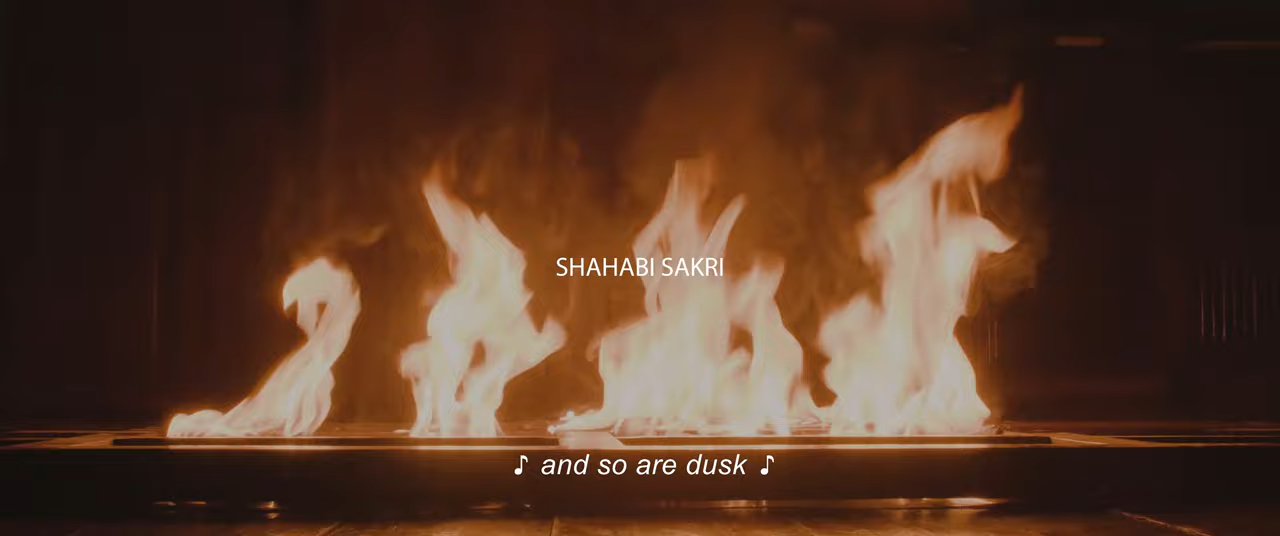 SHAHABI SAKRI
♪ and so are dusk ♪